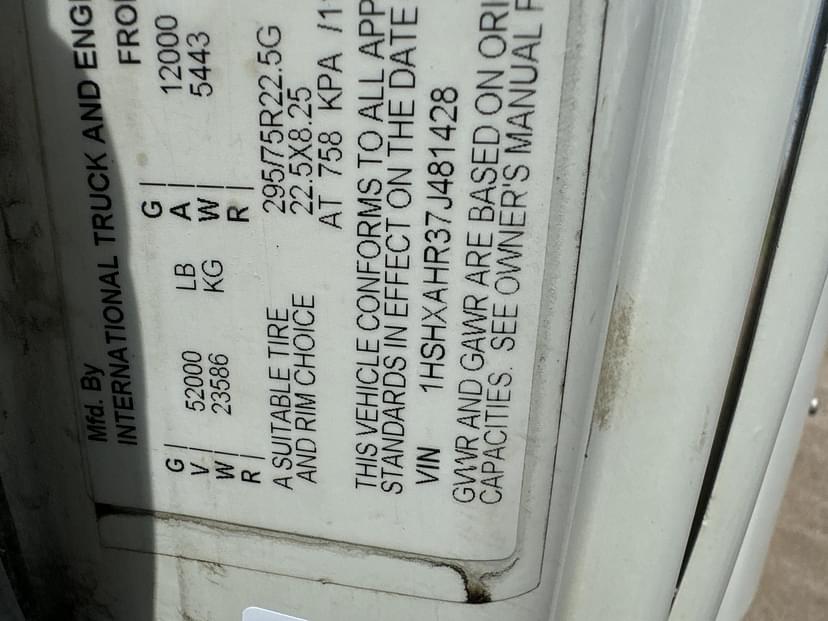 Mfd. By
INTERNATIONAL TRUCK AND ENGI
FRO
G
V
W
R
52000 LB
23586 KG
G
A
W
R
12000
5443
A SUITABLE TIRE 295/75R22.5G
AND RIM CHOICE 22.5X8.25
AT 758 KPA /1
THIS VEHICLE CONFORMS TO ALL APP
STANDARDS IN EFFECT ON THE DATE
VIN 1HSHXAHR37J481428
GVWR AND GAWR ARE BASED ON ORI
CAPACITIES. SEE OWNER'S MANUAL F